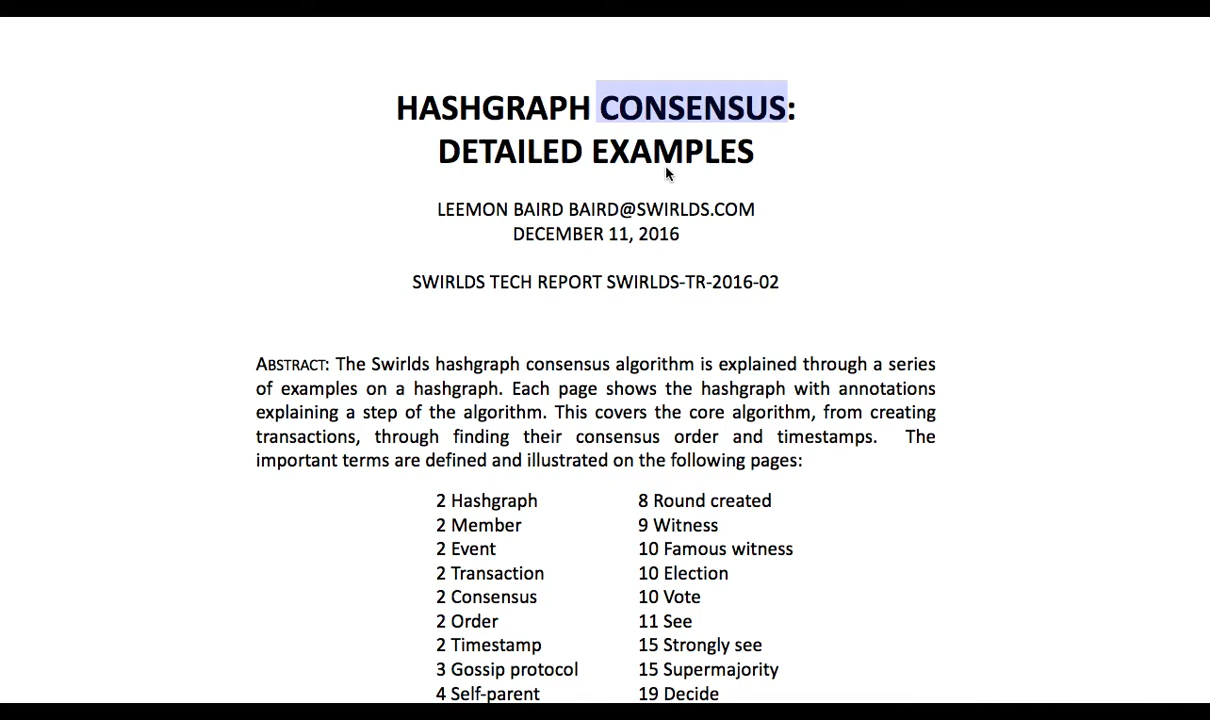 HASHGRAPH CONSENSUS:
DETAILED EXAMPLES
LEEMON BAIRD BAIRD@SWIRLDS.COM
DECEMBER 11, 2016
SWIRLDS TECH REPORT SWIRLDS-TR-2016-02
ABSTRACT: The Swirlds hashgraph consensus algorithm is explained through a series
of examples on a hashgraph. Each page shows the hashgraph with annotations
explaining a step of the algorithm. This covers the core algorithm, from creating
transactions, through finding their consensus order and timestamps. The
important terms are defined and illustrated on the following pages:
2 Hashgraph
2 Member
2 Event
2 Transaction
2 Consensus
2 Order
2 Timestamp
3 Gossip protocol
4 Self-parent
8 Round created
9 Witness
10 Famous witness
10 Election
10 Vote
11 See
15 Strongly see
15 Supermajority
19 Decide